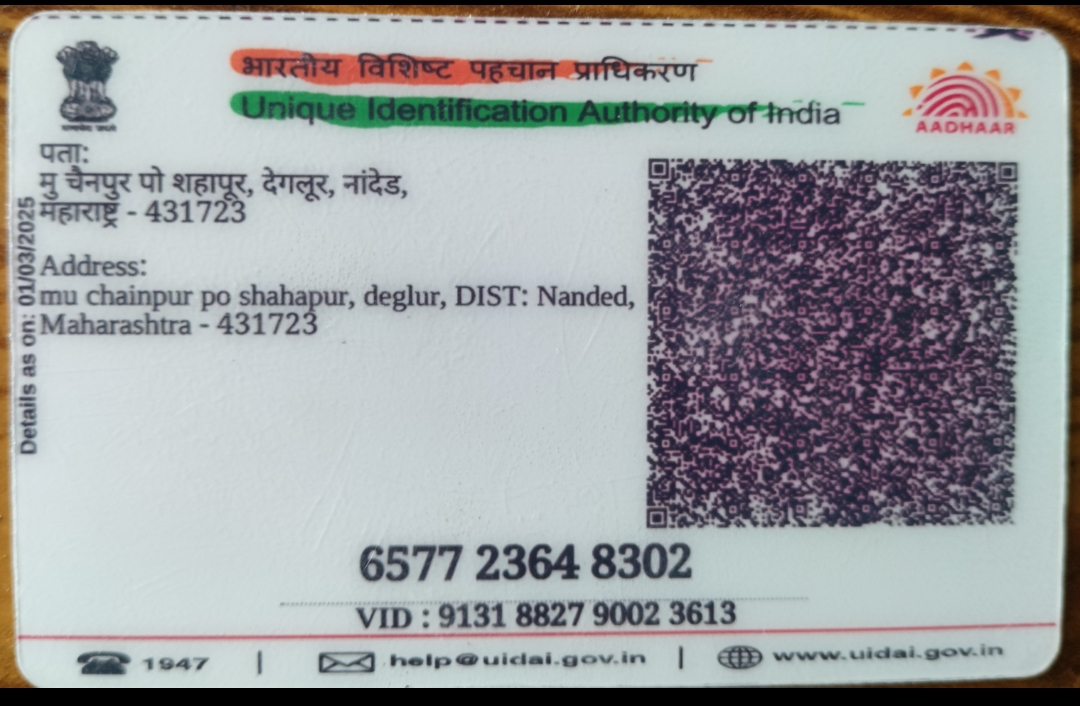 भारतीय विशिष्ट पहचान प्राधिकरण
Unique Identification Authority of India
AADHAAR
पता:
मु चैनपुर पो शहापूर, देगलूर, नांदेड,
महाराष्ट्र - 431723
Address:
mu chainpur po shahapur, deglur, DIST: Nanded,
Maharashtra - 431723
Details as on: 01/03/2025
6577 2364 8302
VID : 9131 8827 9002 3613
1947 | help@uidai.gov.in | www.uidai.gov.in